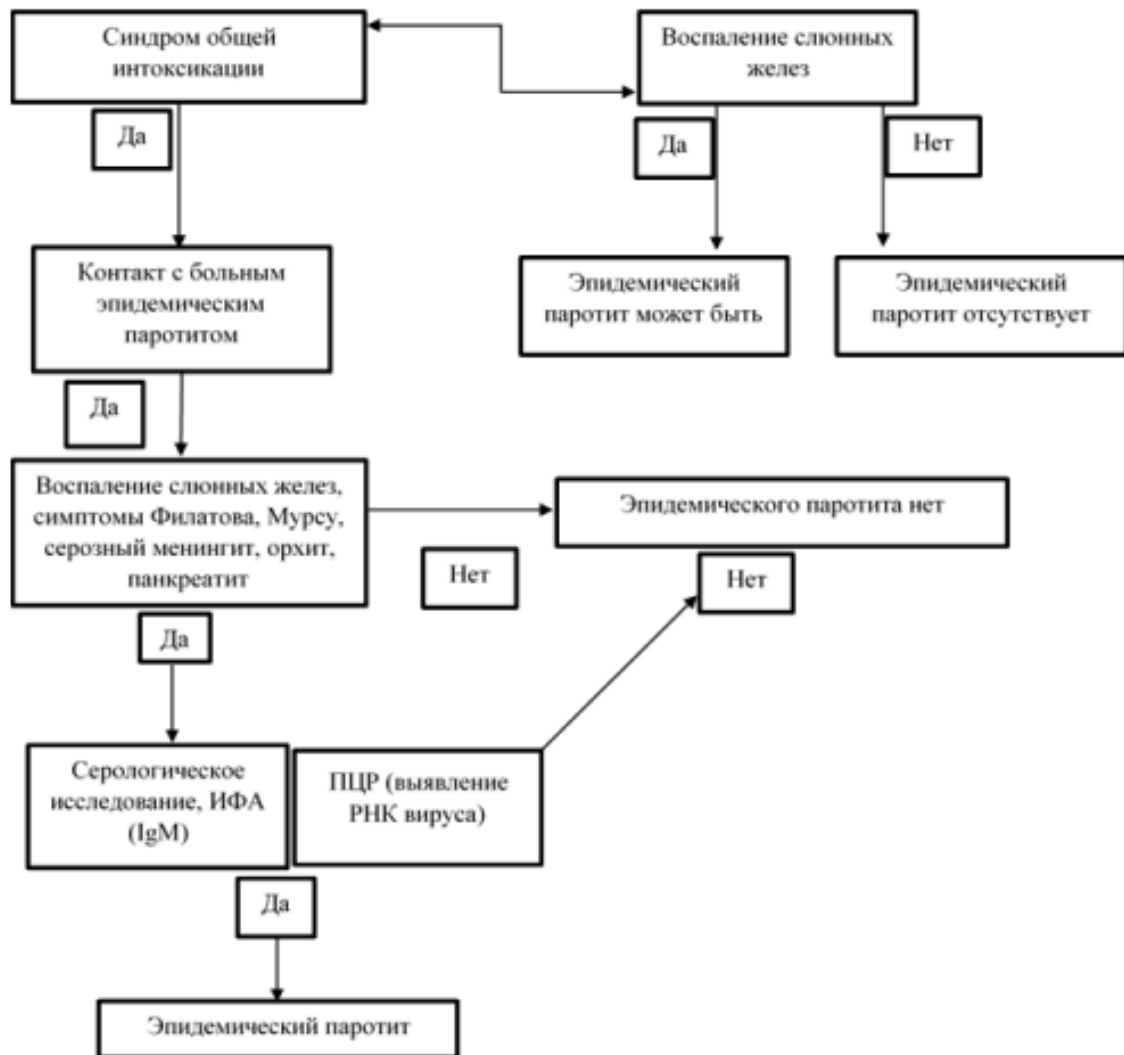 Синдром общей
интоксикации
Воспаление слюнных
желез
Да
Да
Нет
Контакт с больным
эпидемическим
паротитом
Эпидемический
паротит может быть
Эпидемический
паротит отсутствует
Да
Воспаление слюнных желез,
симптомы Филатова, Мурсу,
серозный менингит, орхит,
панкреатит
Эпидемического паротита нет
Нет
Нет
Да
Серологическое
исследование, ИФА
(IgM)
ПЦР (выявление
РНК вируса)
Да
Эпидемический паротит